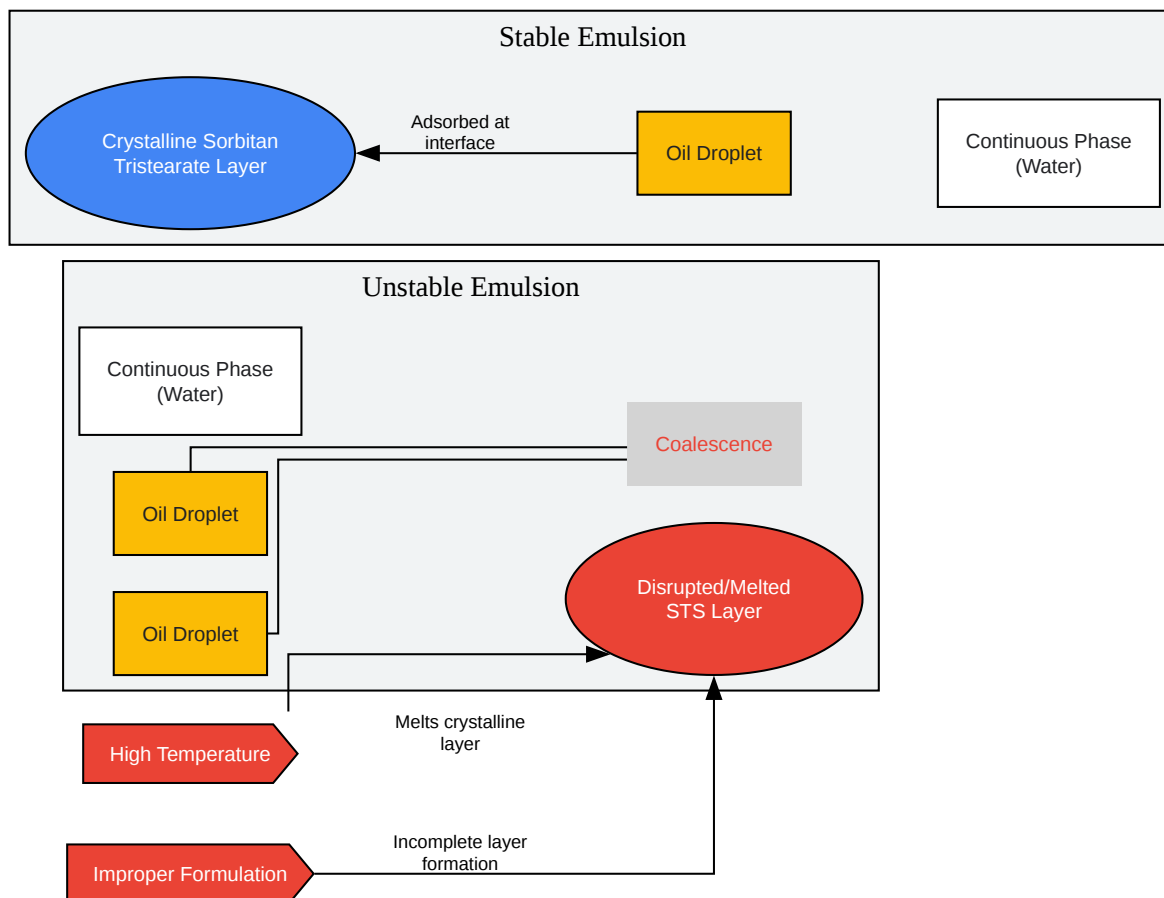 Stable Emulsion
Crystalline Sorbitan
Tristearate Layer
Adsorbed at
interface
Oil Droplet
Continuous Phase
(Water)
Unstable Emulsion
Continuous Phase
(Water)
Coalescence
Oil Droplet
Oil Droplet
Disrupted/Melted
STS Layer
High Temperature
Melts crystalline
layer
Improper Formulation
Incomplete layer
formation